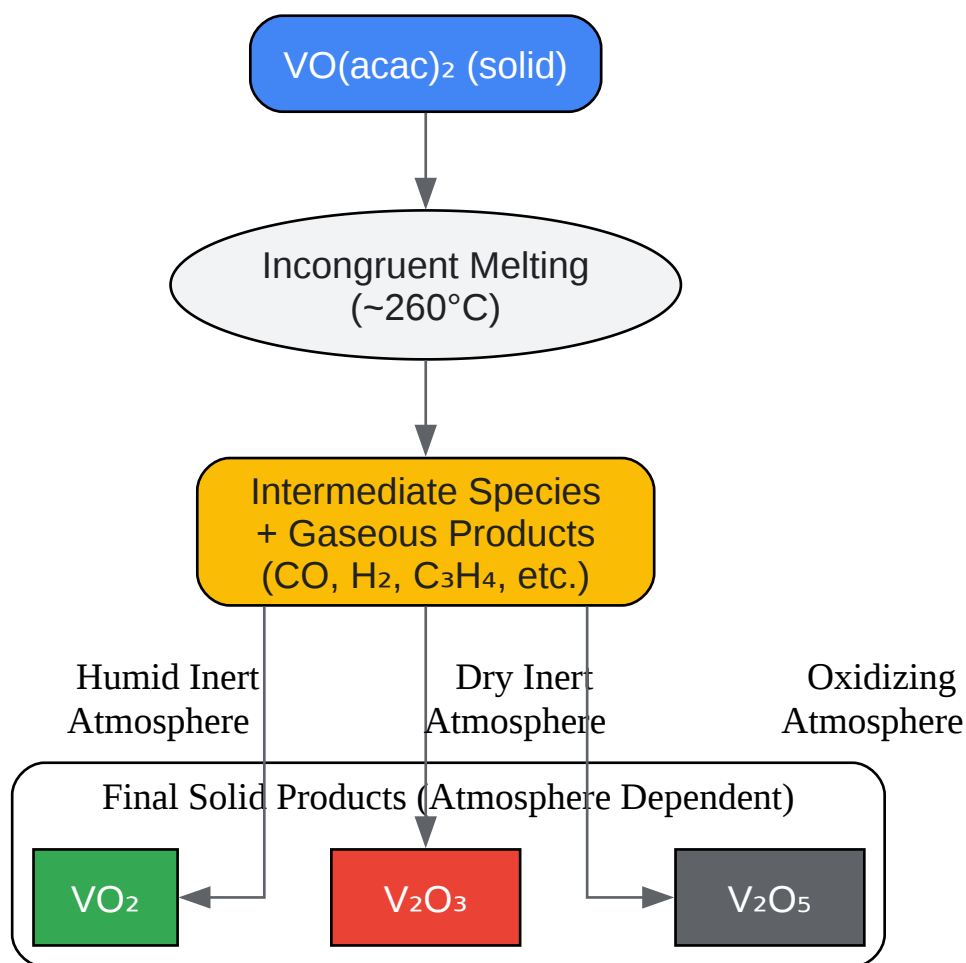 VO(acac)₂ (solid)
Incongruent Melting
(~260°C)
Intermediate Species
+ Gaseous Products
(CO, H₂, C₃H₄, etc.)
Humid Inert
Atmosphere
Dry Inert
Atmosphere
Oxidizing
Atmosphere
Final Solid Products (Atmosphere Dependent)
VO₂
V₂O₃
V₂O₅